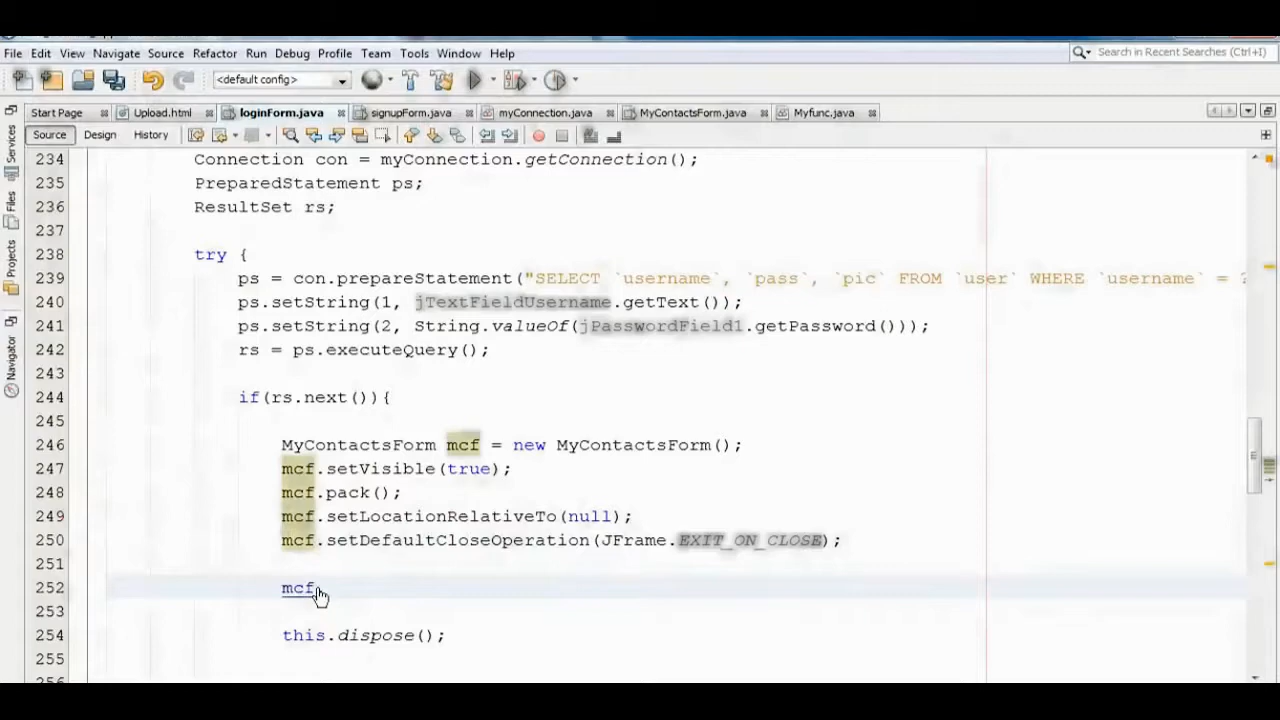 File Edit View Navigate Source Refactor Run Debug Profile Team Tools Window Help
Search in Recent Searches (Ctrl+I)
<default config>
Start Page Upload.html loginForm.java signupForm.java myConnection.java MyContactsForm.java Myfunc.java
Source Design History
Services
Files
Projects
Navigator
234 Connection con = myConnection.getConnection();
235 PreparedStatement ps;
236 ResultSet rs;
237
238 try {
239 ps = con.prepareStatement("SELECT `username`, `pass`, `pic` FROM `user` WHERE `username` = ?
240 ps.setString(1, jTextFieldUsername.getText());
241 ps.setString(2, String.valueOf(jPasswordField1.getPassword()));
242 rs = ps.executeQuery();
243
244 if(rs.next()){
245
246 MyContactsForm mcf = new MyContactsForm();
247 mcf.setVisible(true);
248 mcf.pack();
249 mcf.setLocationRelativeTo(null);
250 mcf.setDefaultCloseOperation(JFrame.EXIT_ON_CLOSE);
251
252 mcf
253
254 this.dispose();
255